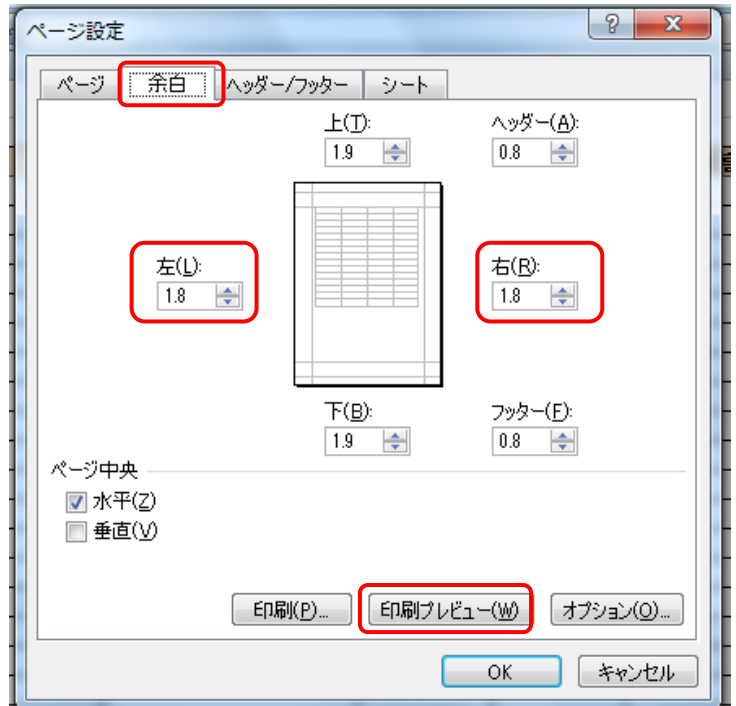 ページ設定
ページ 余白 ヘッダー/フッター シート
上(T): ヘッダー(A):
1.9 0.8
左(L): 右(R):
1.8 1.8
下(B): フッター(F):
1.9 0.8
ページ中央
水平(Z)
垂直(V)
印刷(P)... 印刷プレビュー(W) オプション(O)...
OK キャンセル